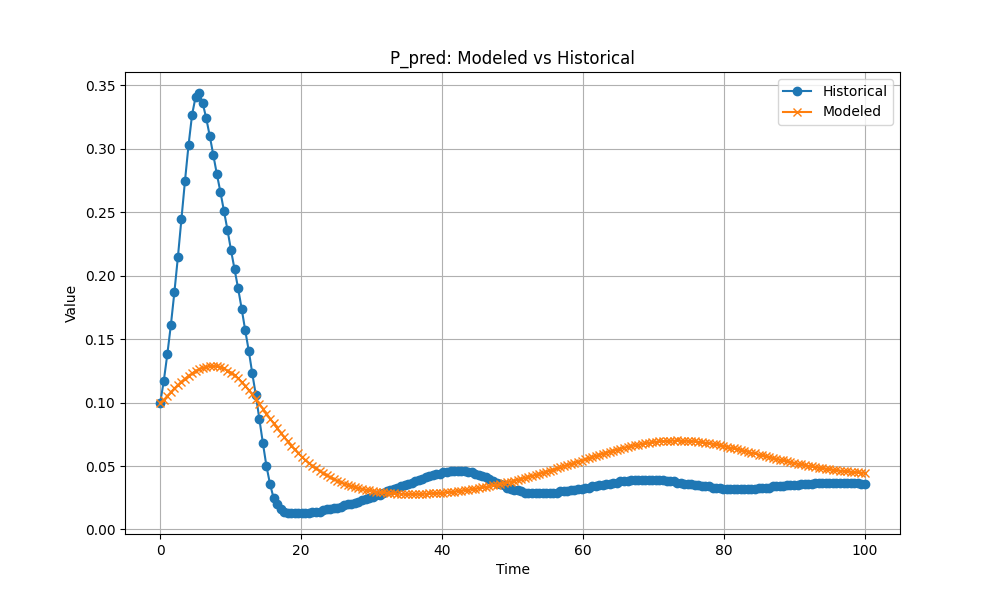 P_pred: Modeled vs Historical
Historical
Modeled
Value
0.35
0.30
0.25
0.20
0.15
0.10
0.05
0.00
0 20 40 60 80 100
Time